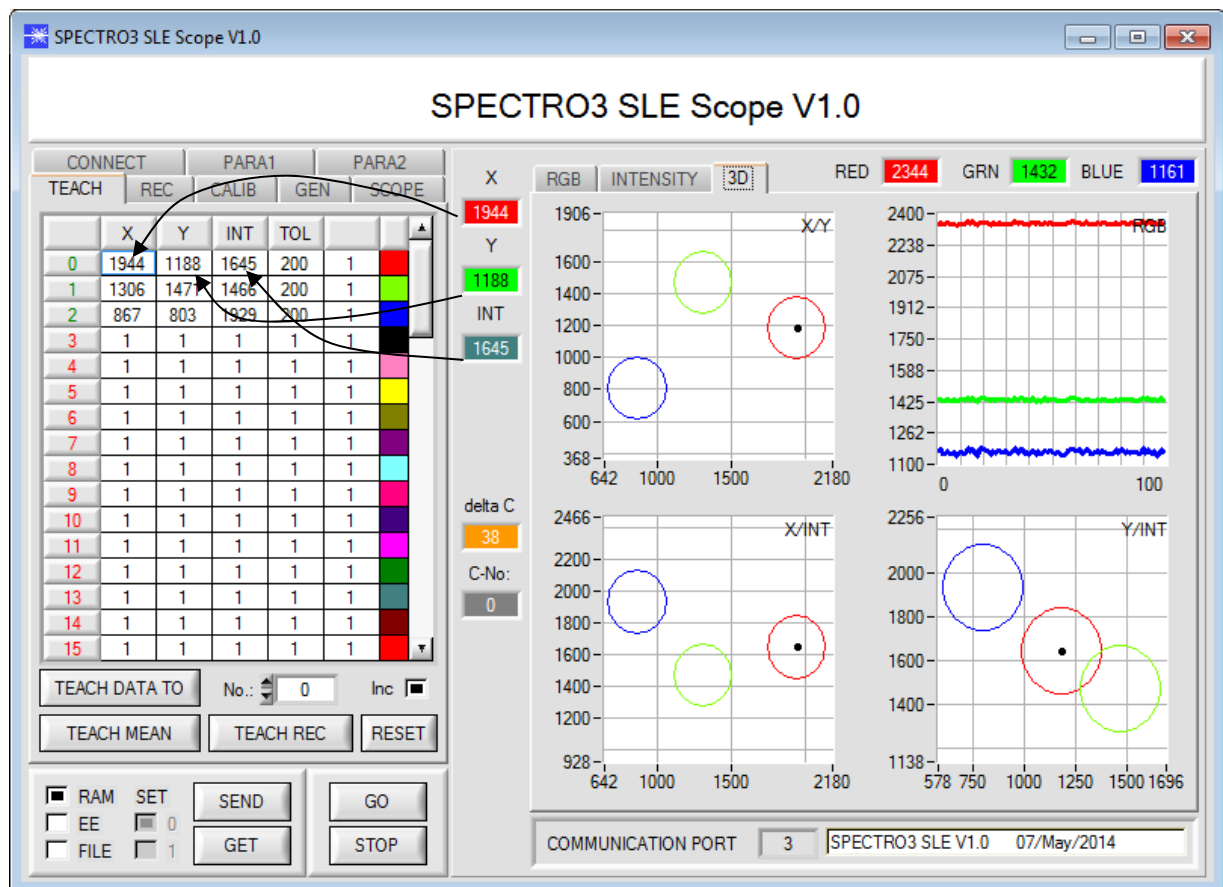 SPECTRO3 SLE Scope V1.0
SPECTRO3 SLE Scope V1.0
CONNECT PARA1 PARA2
TEACH REC CALIB GEN SCOPE
X Y INT TOL
0 1944 1188 1645 200 1
1 1306 1471 1466 200 1
2 867 803 1929 200 1
3 1 1 1 1 1
4 1 1 1 1 1
5 1 1 1 1 1
6 1 1 1 1 1
7 1 1 1 1 1
8 1 1 1 1 1
9 1 1 1 1 1
10 1 1 1 1 1
11 1 1 1 1 1
12 1 1 1 1 1
13 1 1 1 1 1
14 1 1 1 1 1
15 1 1 1 1 1
TEACH DATA TO No.: 0 Inc
TEACH MEAN TEACH REC RESET
RAM SET SEND GO
EE 0
FILE 1 GET STOP
X
1944
Y
1188
INT
1645
delta C
38
C-No:
0
RGB INTENSITY 3D
RED 2344 GRN 1432 BLUE 1161
X/Y
1906
1600
1400
1200
1000
800
600
368
642 1000 1500 2180
RGB
2400
2238
2075
1912
1750
1588
1425
1262
1100
0 100
X/INT
2466
2200
2000
1800
1600
1400
1200
928
642 1000 1500 2180
Y/INT
2256
2000
1800
1600
1400
1138
578 750 1000 1250 1500 1696
COMMUNICATION PORT 3 SPECTRO3 SLE V1.0 07/May/2014